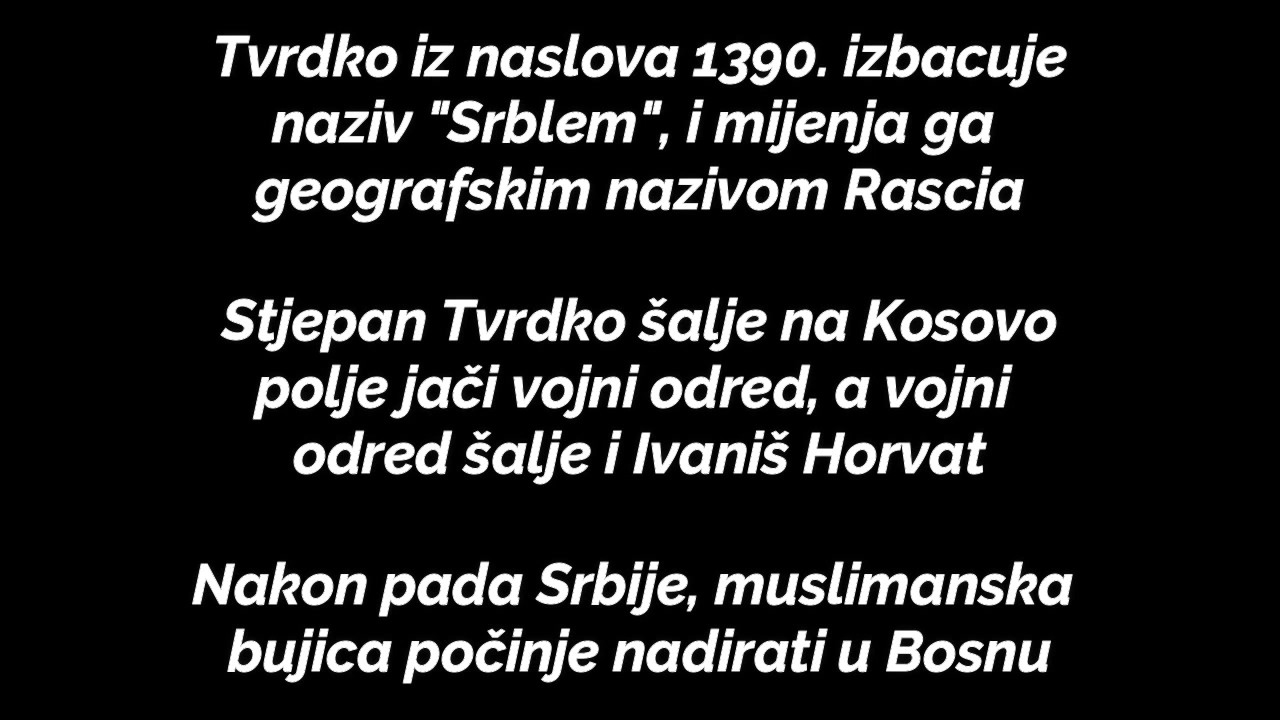 Tvrdko iz naslova 1390. izbacuje
naziv "Srblem", i mijenja ga
geografskim nazivom Rascia
Stjepan Tvrdko šalje na Kosovo
polje jači vojni odred, a vojni
odred šalje i Ivaniš Horvat
Nakon pada Srbije, muslimanska
bujica počinje nadirati u Bosnu